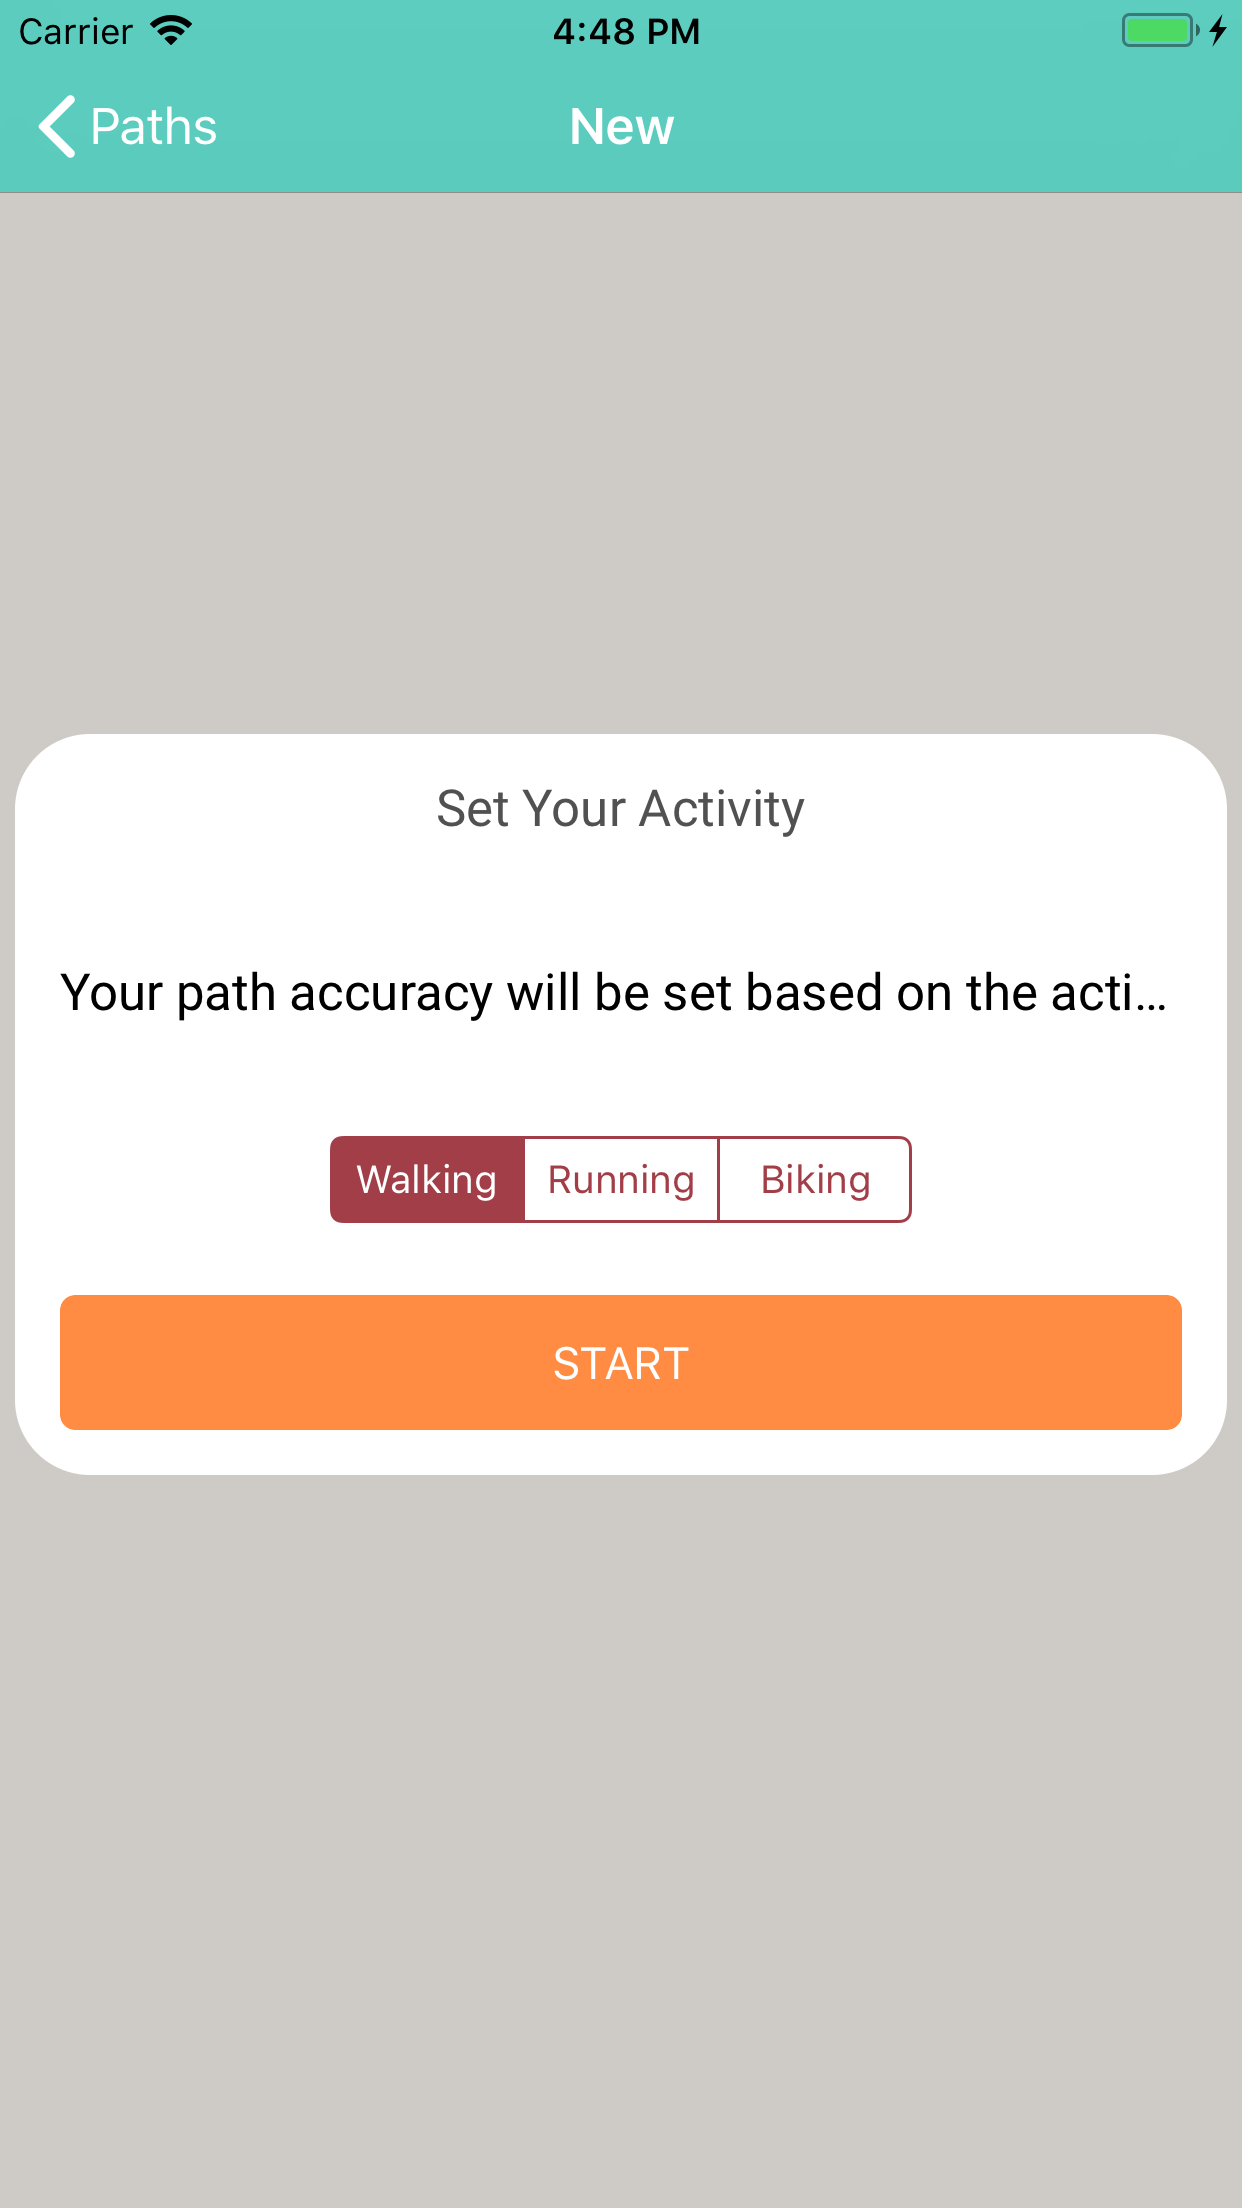 Carrier 4:48 PM
Paths New
Set Your Activity
Your path accuracy will be set based on the acti...
Walking Running Biking
START